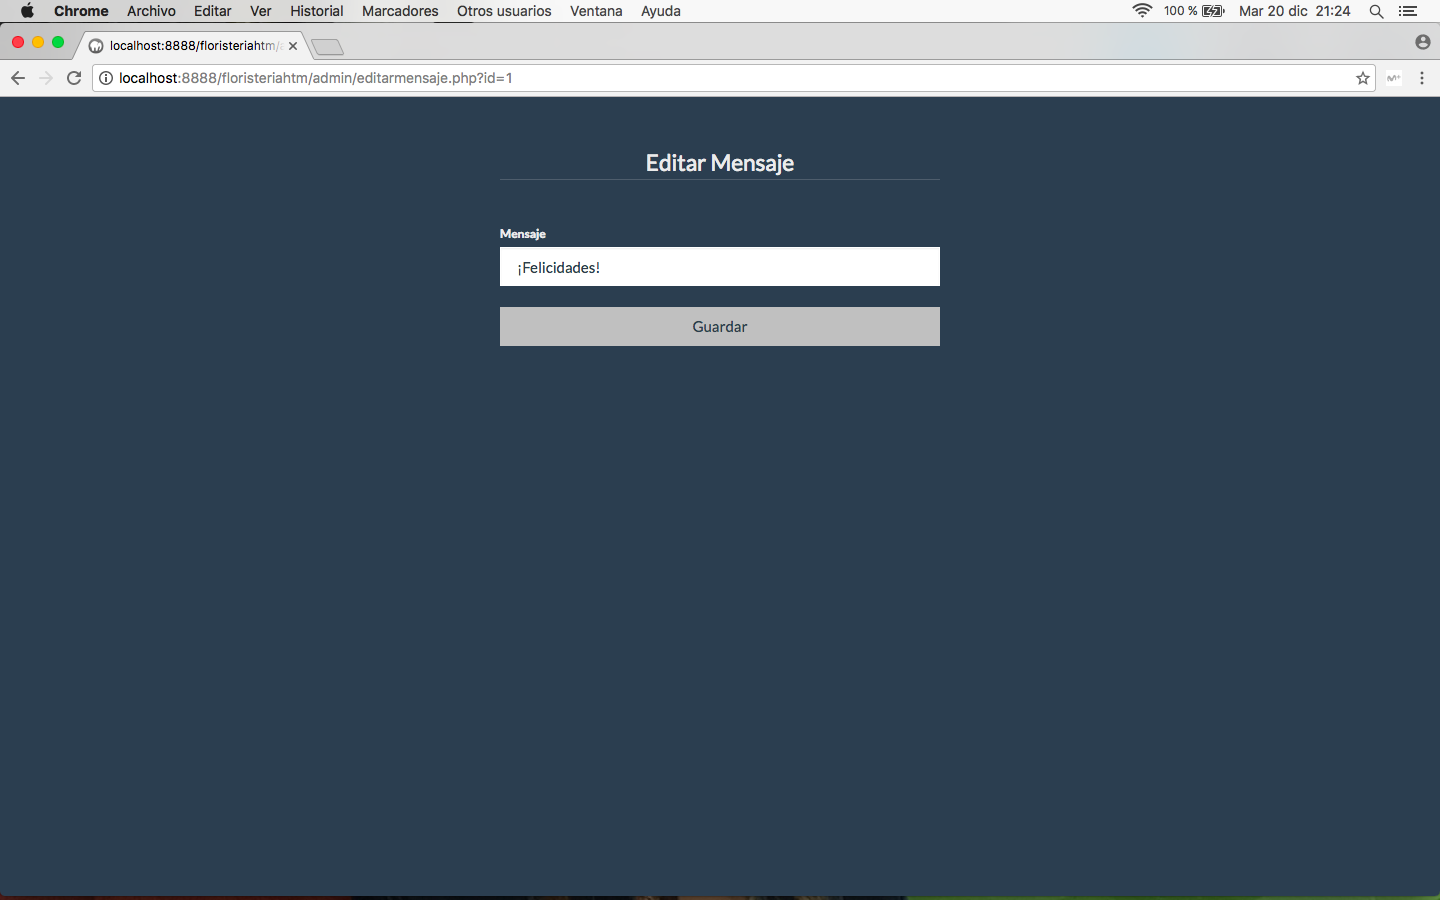 Chrome Archivo Editar Ver Historial Marcadores Otros usuarios Ventana Ayuda 100 % Mar 20 dic 21:24
localhost:8888/floristeriahtm/
localhost:8888/floristeriahtm/admin/editarmensaje.php?id=1
Editar Mensaje
Mensaje
¡Felicidades!
Guardar